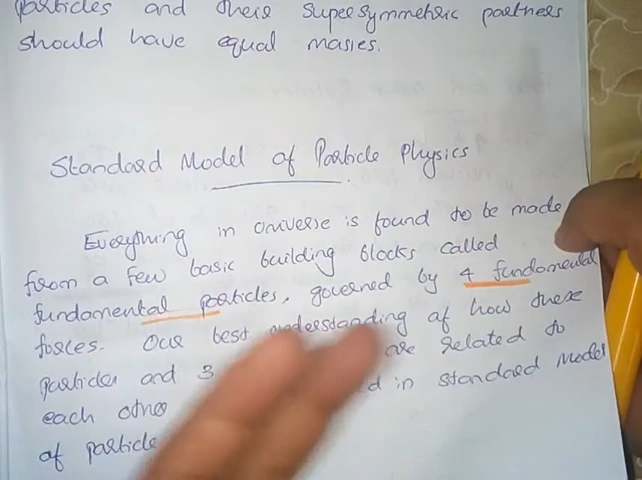 particles and their supersymmetric partners
should have equal masses.
Standard Model of Particle Physics
Everything in universe is found to be made
from a few basic building blocks called
fundamental particles, governed by 4 fundamental
forces. Our best understanding of how these
particles and 3 are related to
each other d in standard model
of particle